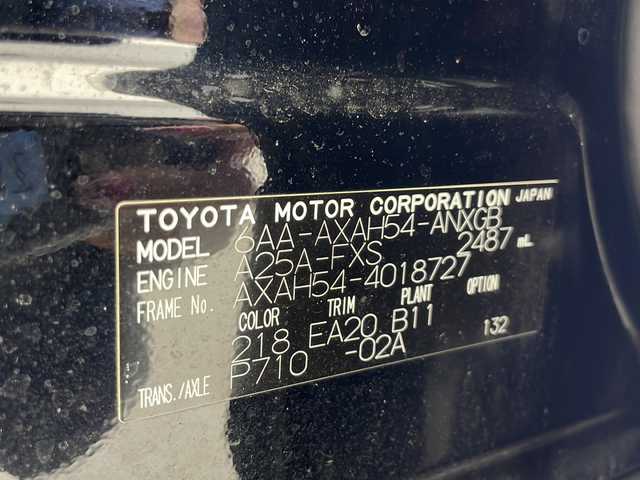 TOYOTA MOTOR CORPORATION JAPAN
MODEL 6AA-AXAH54-ANXGB
ENGINE A25A-FXS 2487 mL
FRAME No. AXAH54-4018727
COLOR TRIM PLANT OPTION
218 EA20 B11 132
TRANS./AXLE P710 -02A